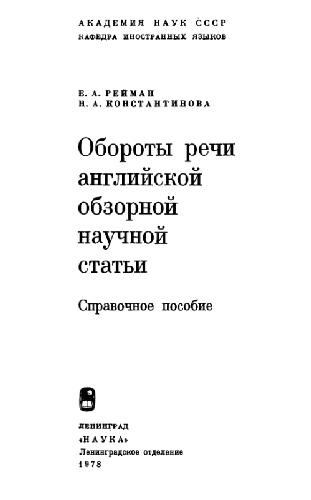 АКАДЕМИЯ НАУК СССР
КАФЕДРА ИНОСТРАННЫХ ЯЗЫКОВ
Е. А. РЕЙМАН
Н. А. КОНСТАНТИНОВА
Обороты речи
английской
обзорной
научной
статьи
Справочное пособие
ЛЕНИНГРАД
«НАУКА»
Ленинградское отделение
1978